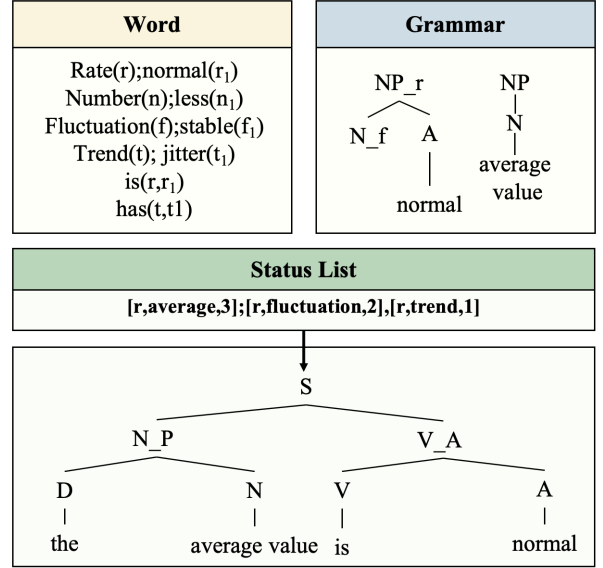 Word
Rate(r);normal(r₁)
Number(n);less(n₁)
Fluctuation(f);stable(f₁)
Trend(t); jitter(t₁)
is(r,r₁)
has(t,t1)
Grammar
NP_r NP
N_f A N
normal
average
value
Status List
[r,average,3];[r,fluctuation,2],[r,trend,1]
S
N_P V_A
D N V A
the average value is normal